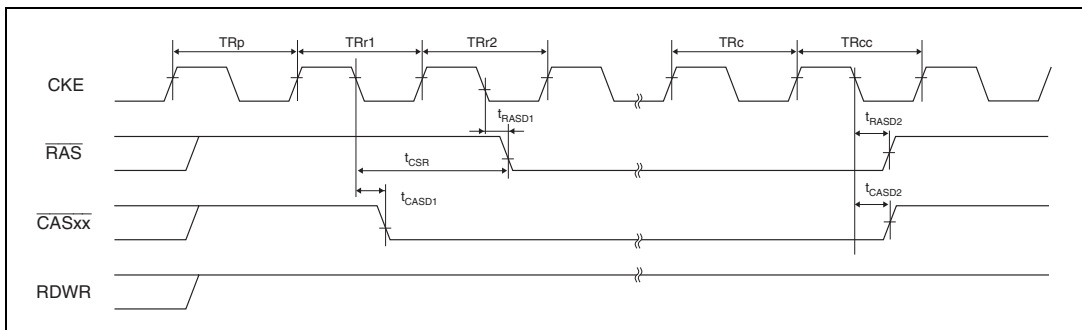 TRp TRr1 TRr2 TRc TRcc
CKE
tRASD1 tRASD2
RAS
tCSR
tCASD1 tCASD2
CASxx
RDWR